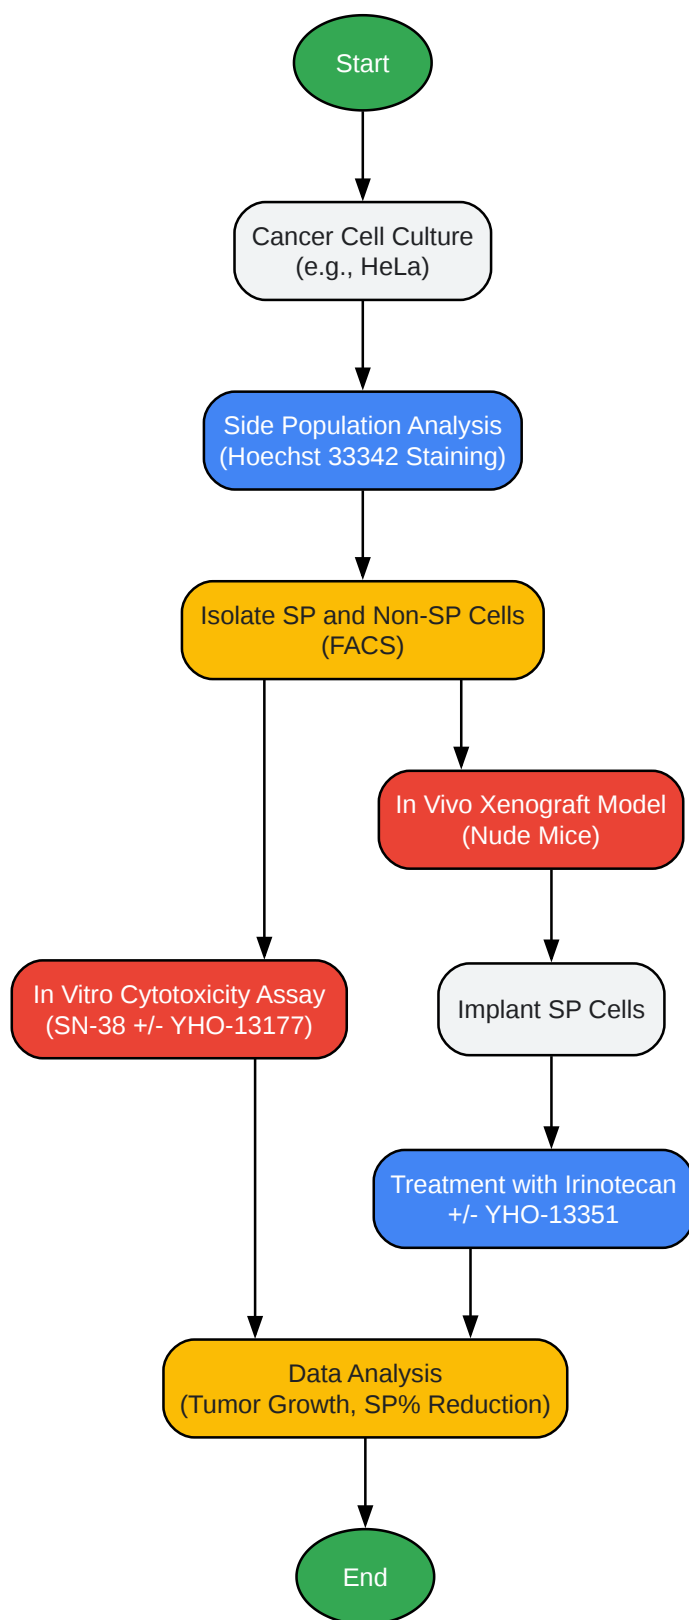 Start
Cancer Cell Culture
(e.g., HeLa)
Side Population Analysis
(Hoechst 33342 Staining)
Isolate SP and Non-SP Cells
(FACS)
In Vivo Xenograft Model
(Nude Mice)
In Vitro Cytotoxicity Assay
(SN-38 +/- YHO-13177)
Implant SP Cells
Treatment with Irinotecan
+/- YHO-13351
Data Analysis
(Tumor Growth, SP% Reduction)
End